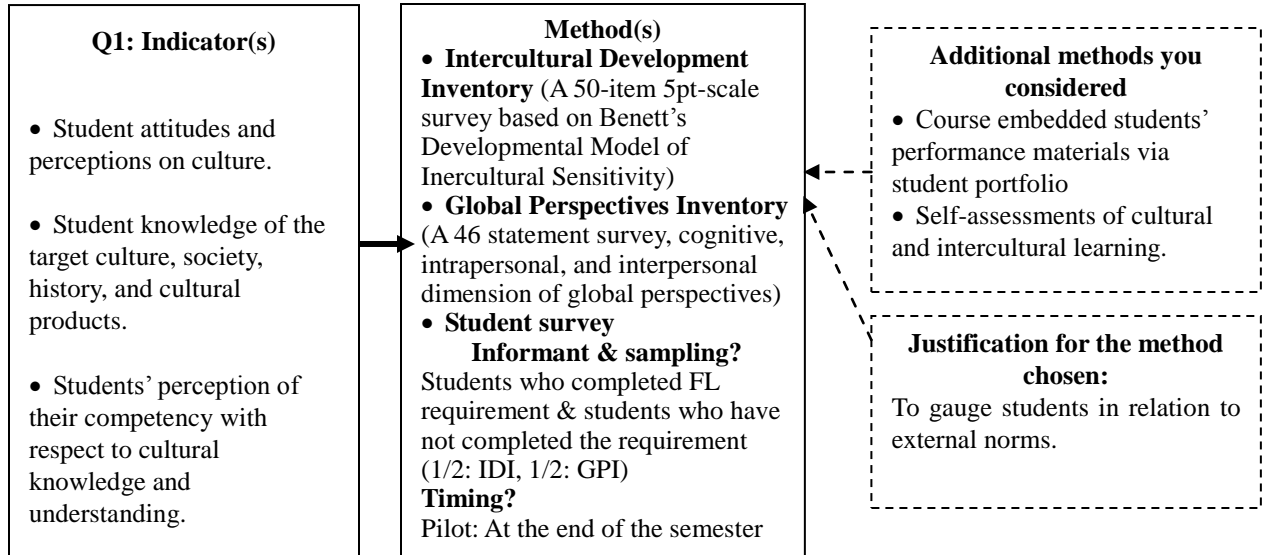 Q1: Indicator(s)
• Student attitudes and
perceptions on culture.
• Student knowledge of the
target culture, society,
history, and cultural
products.
• Students’ perception of
their competency with
respect to cultural
knowledge and
understanding.
Method(s)
• Intercultural Development
Inventory (A 50-item 5pt-scale
survey based on Benett’s
Developmental Model of
Inercultural Sensitivity)
• Global Perspectives Inventory
(A 46 statement survey, cognitive,
intrapersonal, and interpersonal
dimension of global perspectives)
• Student survey
Informant & sampling?
Students who completed FL
requirement & students who have
not completed the requirement
(1/2: IDI, 1/2: GPI)
Timing?
Pilot: At the end of the semester
Additional methods you
considered
• Course embedded students’
performance materials via
student portfolio
• Self-assessments of cultural
and intercultural learning.
Justification for the method
chosen:
To gauge students in relation to
external norms.